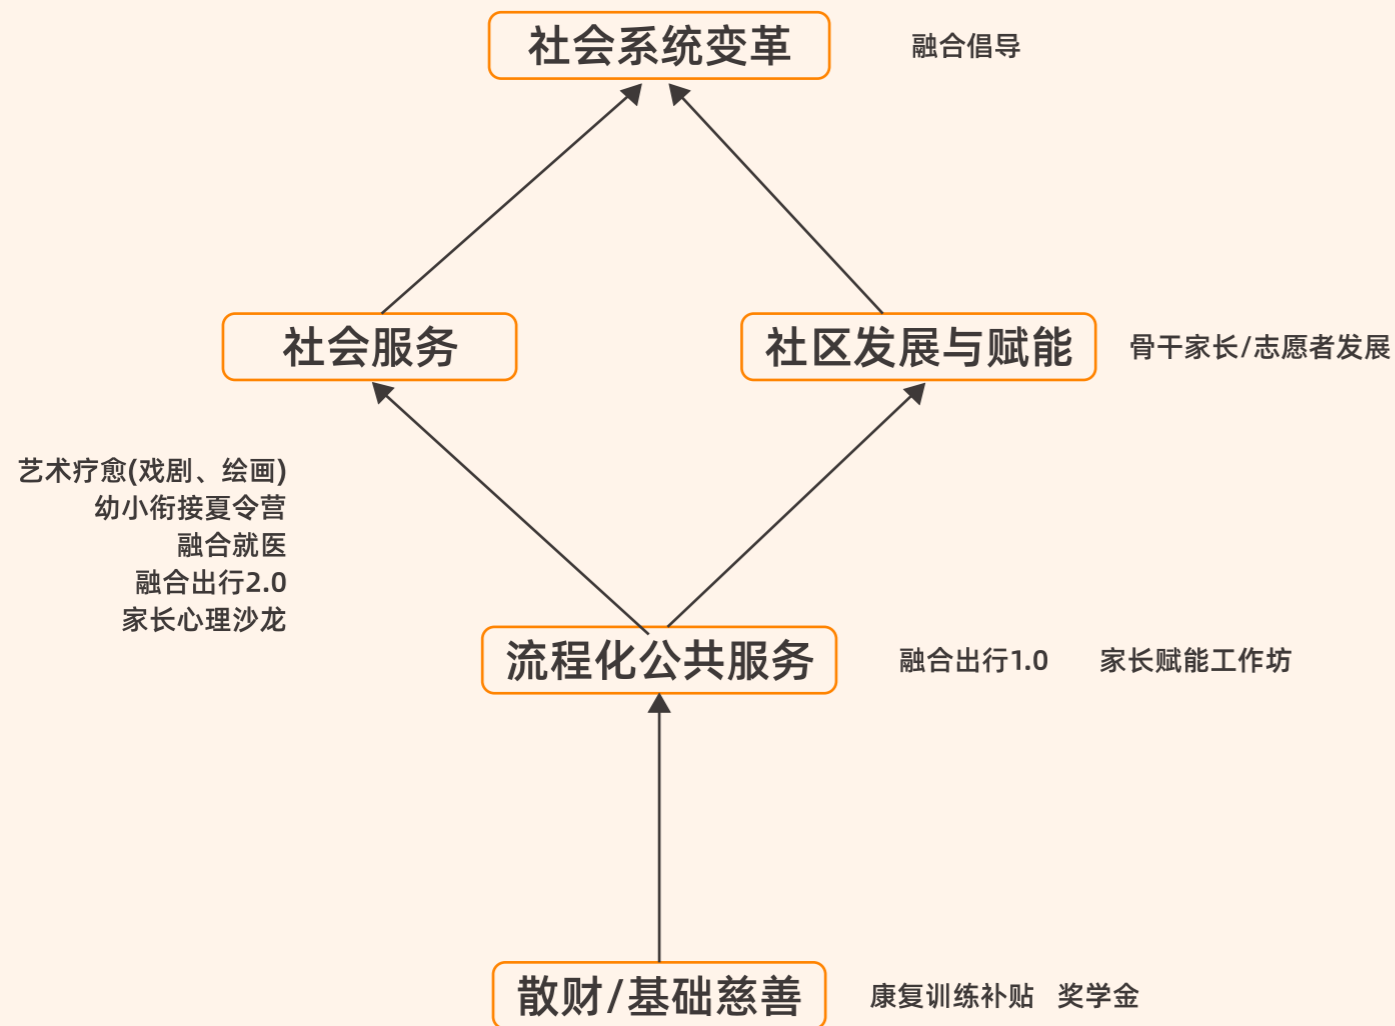 社会系统变革 融合倡导
社会服务 社区发展与赋能 骨干家长/志愿者发展
艺术疗愈(戏剧、绘画)
幼小衔接夏令营
融合就医
融合出行2.0
家长心理沙龙
流程化公共服务 融合出行1.0 家长赋能工作坊
散财/基础慈善 康复训练补贴 奖学金